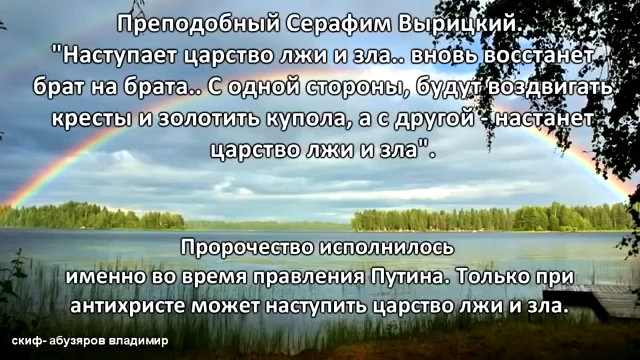 Преподобный Серафим Вырицкий.
"Наступает царство лжи и зла.. вновь восстанет
брат на брата.. С одной стороны, будут воздвигать
кресты и золотить купола, а с другой - настанет
царство лжи и зла".
Пророчество исполнилось
именно во время правления Путина. Только при
антихристе может наступить царство лжи и зла.
скиф- абузяров владимир